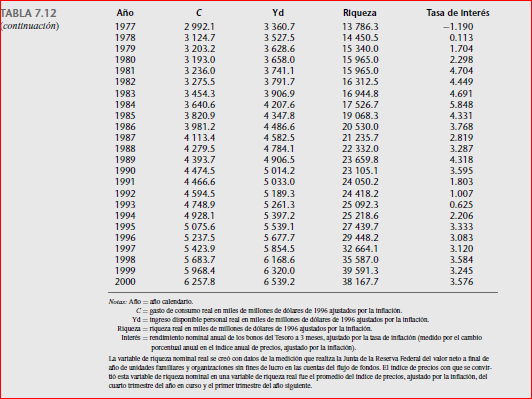 TABLA 7.12
(continuación)
Año C Yd Riqueza Tasa de interés
1977 2 992.1 3 360.7 13 786.3 −1.190
1978 3 124.7 3 527.5 14 450.5 0.113
1979 3 203.2 3 628.6 15 340.0 1.704
1980 3 193.0 3 658.0 15 965.0 2.298
1981 3 236.0 3 741.1 15 965.0 4.704
1982 3 275.5 3 791.7 16 312.5 4.449
1983 3 454.3 3 906.9 16 944.8 4.691
1984 3 640.6 4 207.6 17 526.7 5.848
1985 3 820.9 4 347.8 19 068.3 4.331
1986 3 981.2 4 486.6 20 530.0 3.768
1987 4 113.4 4 582.5 21 235.7 2.819
1988 4 279.5 4 784.1 22 332.0 3.287
1989 4 393.7 4 906.5 23 659.8 4.318
1990 4 474.5 5 014.2 23 105.1 3.595
1991 4 466.6 5 033.0 24 050.2 1.803
1992 4 594.5 5 189.3 24 418.2 1.007
1993 4 748.9 5 261.3 25 092.3 0.625
1994 4 928.1 5 397.2 25 218.6 2.206
1995 5 075.6 5 539.1 27 439.7 3.333
1996 5 237.5 5 677.7 29 448.2 3.083
1997 5 423.9 5 854.5 32 664.1 3.120
1998 5 683.7 6 168.6 35 587.0 3.584
1999 5 968.4 6 320.0 39 591.3 3.245
2000 6 257.8 6 539.2 38 167.7 3.576
Notas: Año = año calendario.
C = gasto de consumo real en miles de millones de dólares de 1996 ajustados por la inflación.
Yd = ingreso disponible personal real en miles de millones de dólares de 1996 ajustados por la inflación.
Riqueza = riqueza real en miles de millones de dólares de 1996 ajustados por la inflación.
Interés = rendimiento nominal anual de los bonos del Tesoro a 3 meses, ajustado por la tasa de inflación (medido por el cambio
porcentual anual en el índice anual de precios, ajustado por la inflación).
La variable de riqueza nominal real se creó con datos de la medición que realiza la Junta de la Reserva Federal del valor neto a final de
año de unidades familiares y organizaciones sin fines de lucro en las cuentas del flujo de fondos. El índice de precios con que se convir-
tió esta variable de riqueza nominal en una variable de riqueza real fue el promedio del índice de precios, ajustado por la inflación, del
cuarto trimestre del año en curso y el primer trimestre del año siguiente.